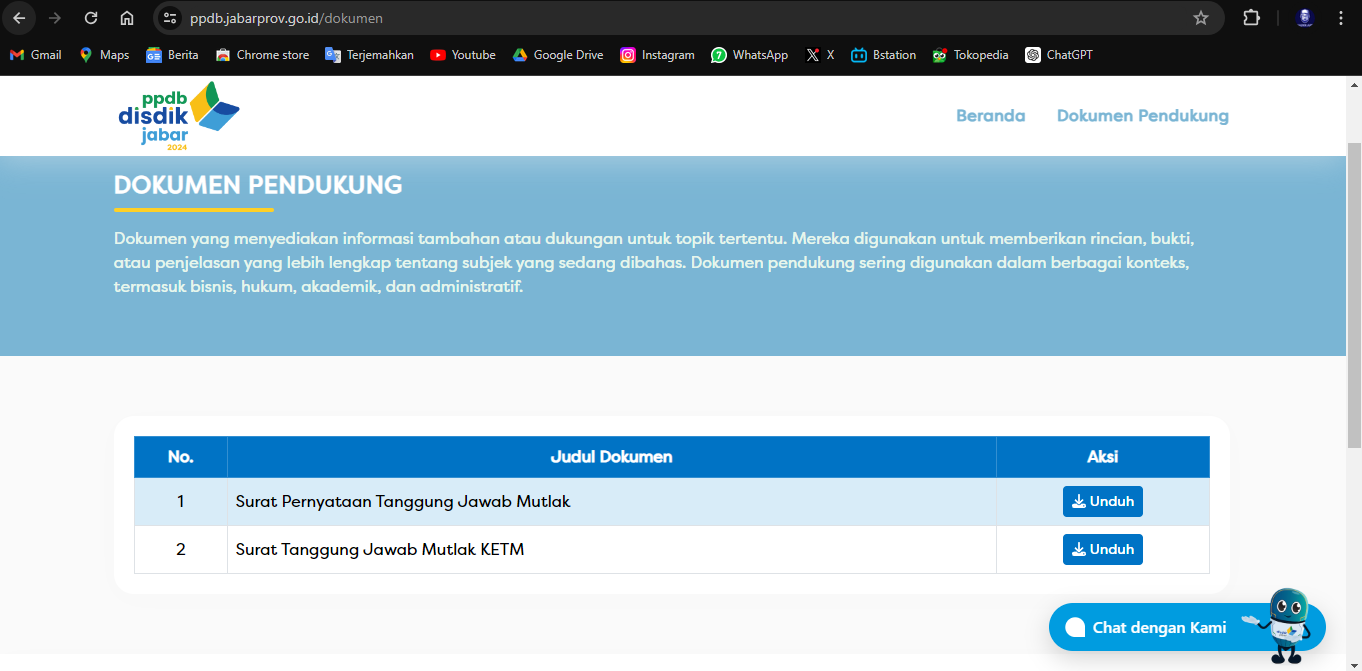 ppdb.jabarprov.go.id/dokumen
Gmail Maps Berita Chrome store Terjemahkan Youtube Google Drive Instagram 7 WhatsApp X Bstation Tokopedia ChatGPT
ppdb
disdik
jabar
2024
Beranda Dokumen Pendukung
DOKUMEN PENDUKUNG
Dokumen yang menyediakan informasi tambahan atau dukungan untuk topik tertentu. Mereka digunakan untuk memberikan rincian, bukti,
atau penjelasan yang lebih lengkap tentang subjek yang sedang dibahas. Dokumen pendukung sering digunakan dalam berbagai konteks,
termasuk bisnis, hukum, akademik, dan administratif.
No. Judul Dokumen Aksi
1 Surat Pernyataan Tanggung Jawab Mutlak Unduh
2 Surat Tanggung Jawab Mutlak KETM Unduh
Chat dengan Kami